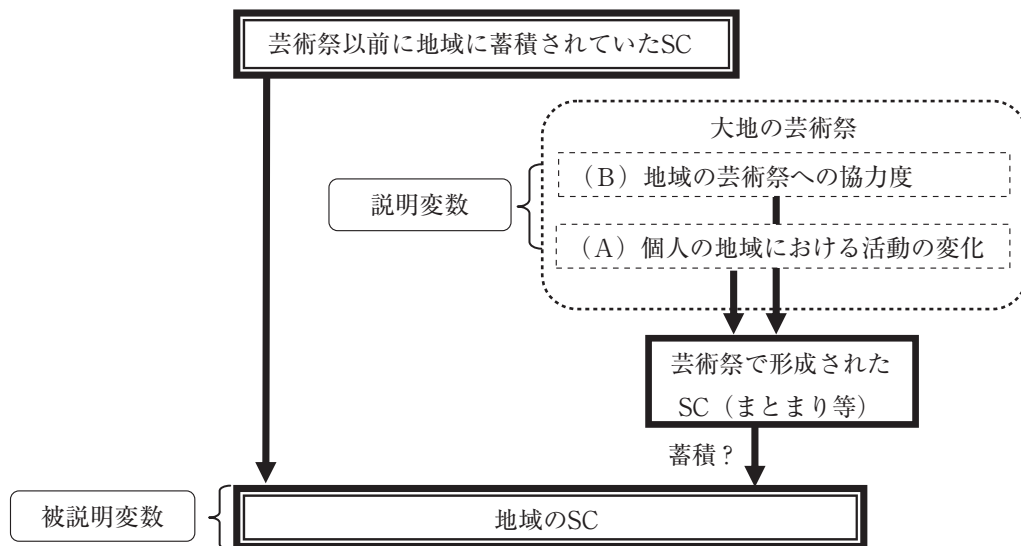 芸術祭以前に地域に蓄積されていたSC
大地の芸術祭
（B）地域の芸術祭への協力度
説明変数
（A）個人の地域における活動の変化
芸術祭で形成された
SC（まとまり等）
蓄積？
被説明変数
地域のSC